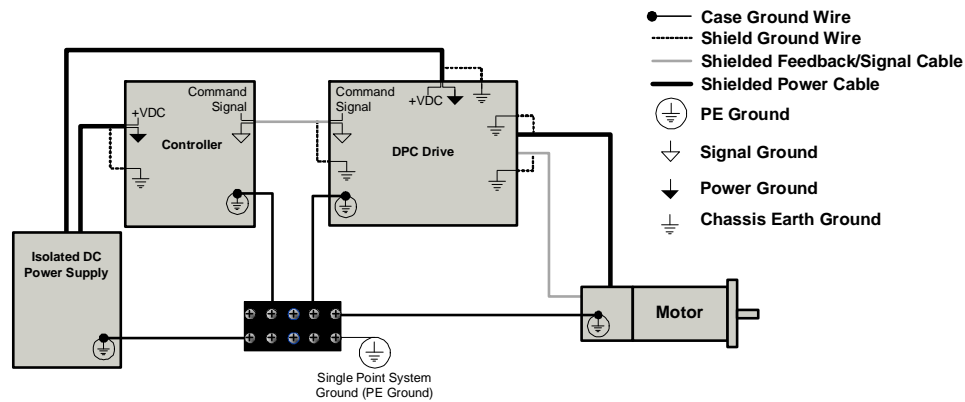 Case Ground Wire
Shield Ground Wire
Shielded Feedback/Signal Cable
Shielded Power Cable
PE Ground
Signal Ground
Power Ground
Chassis Earth Ground
+VDC
Command
Signal
Controller
Command
Signal
+VDC
DPC Drive
Isolated DC
Power Supply
Motor
Single Point System
Ground (PE Ground)